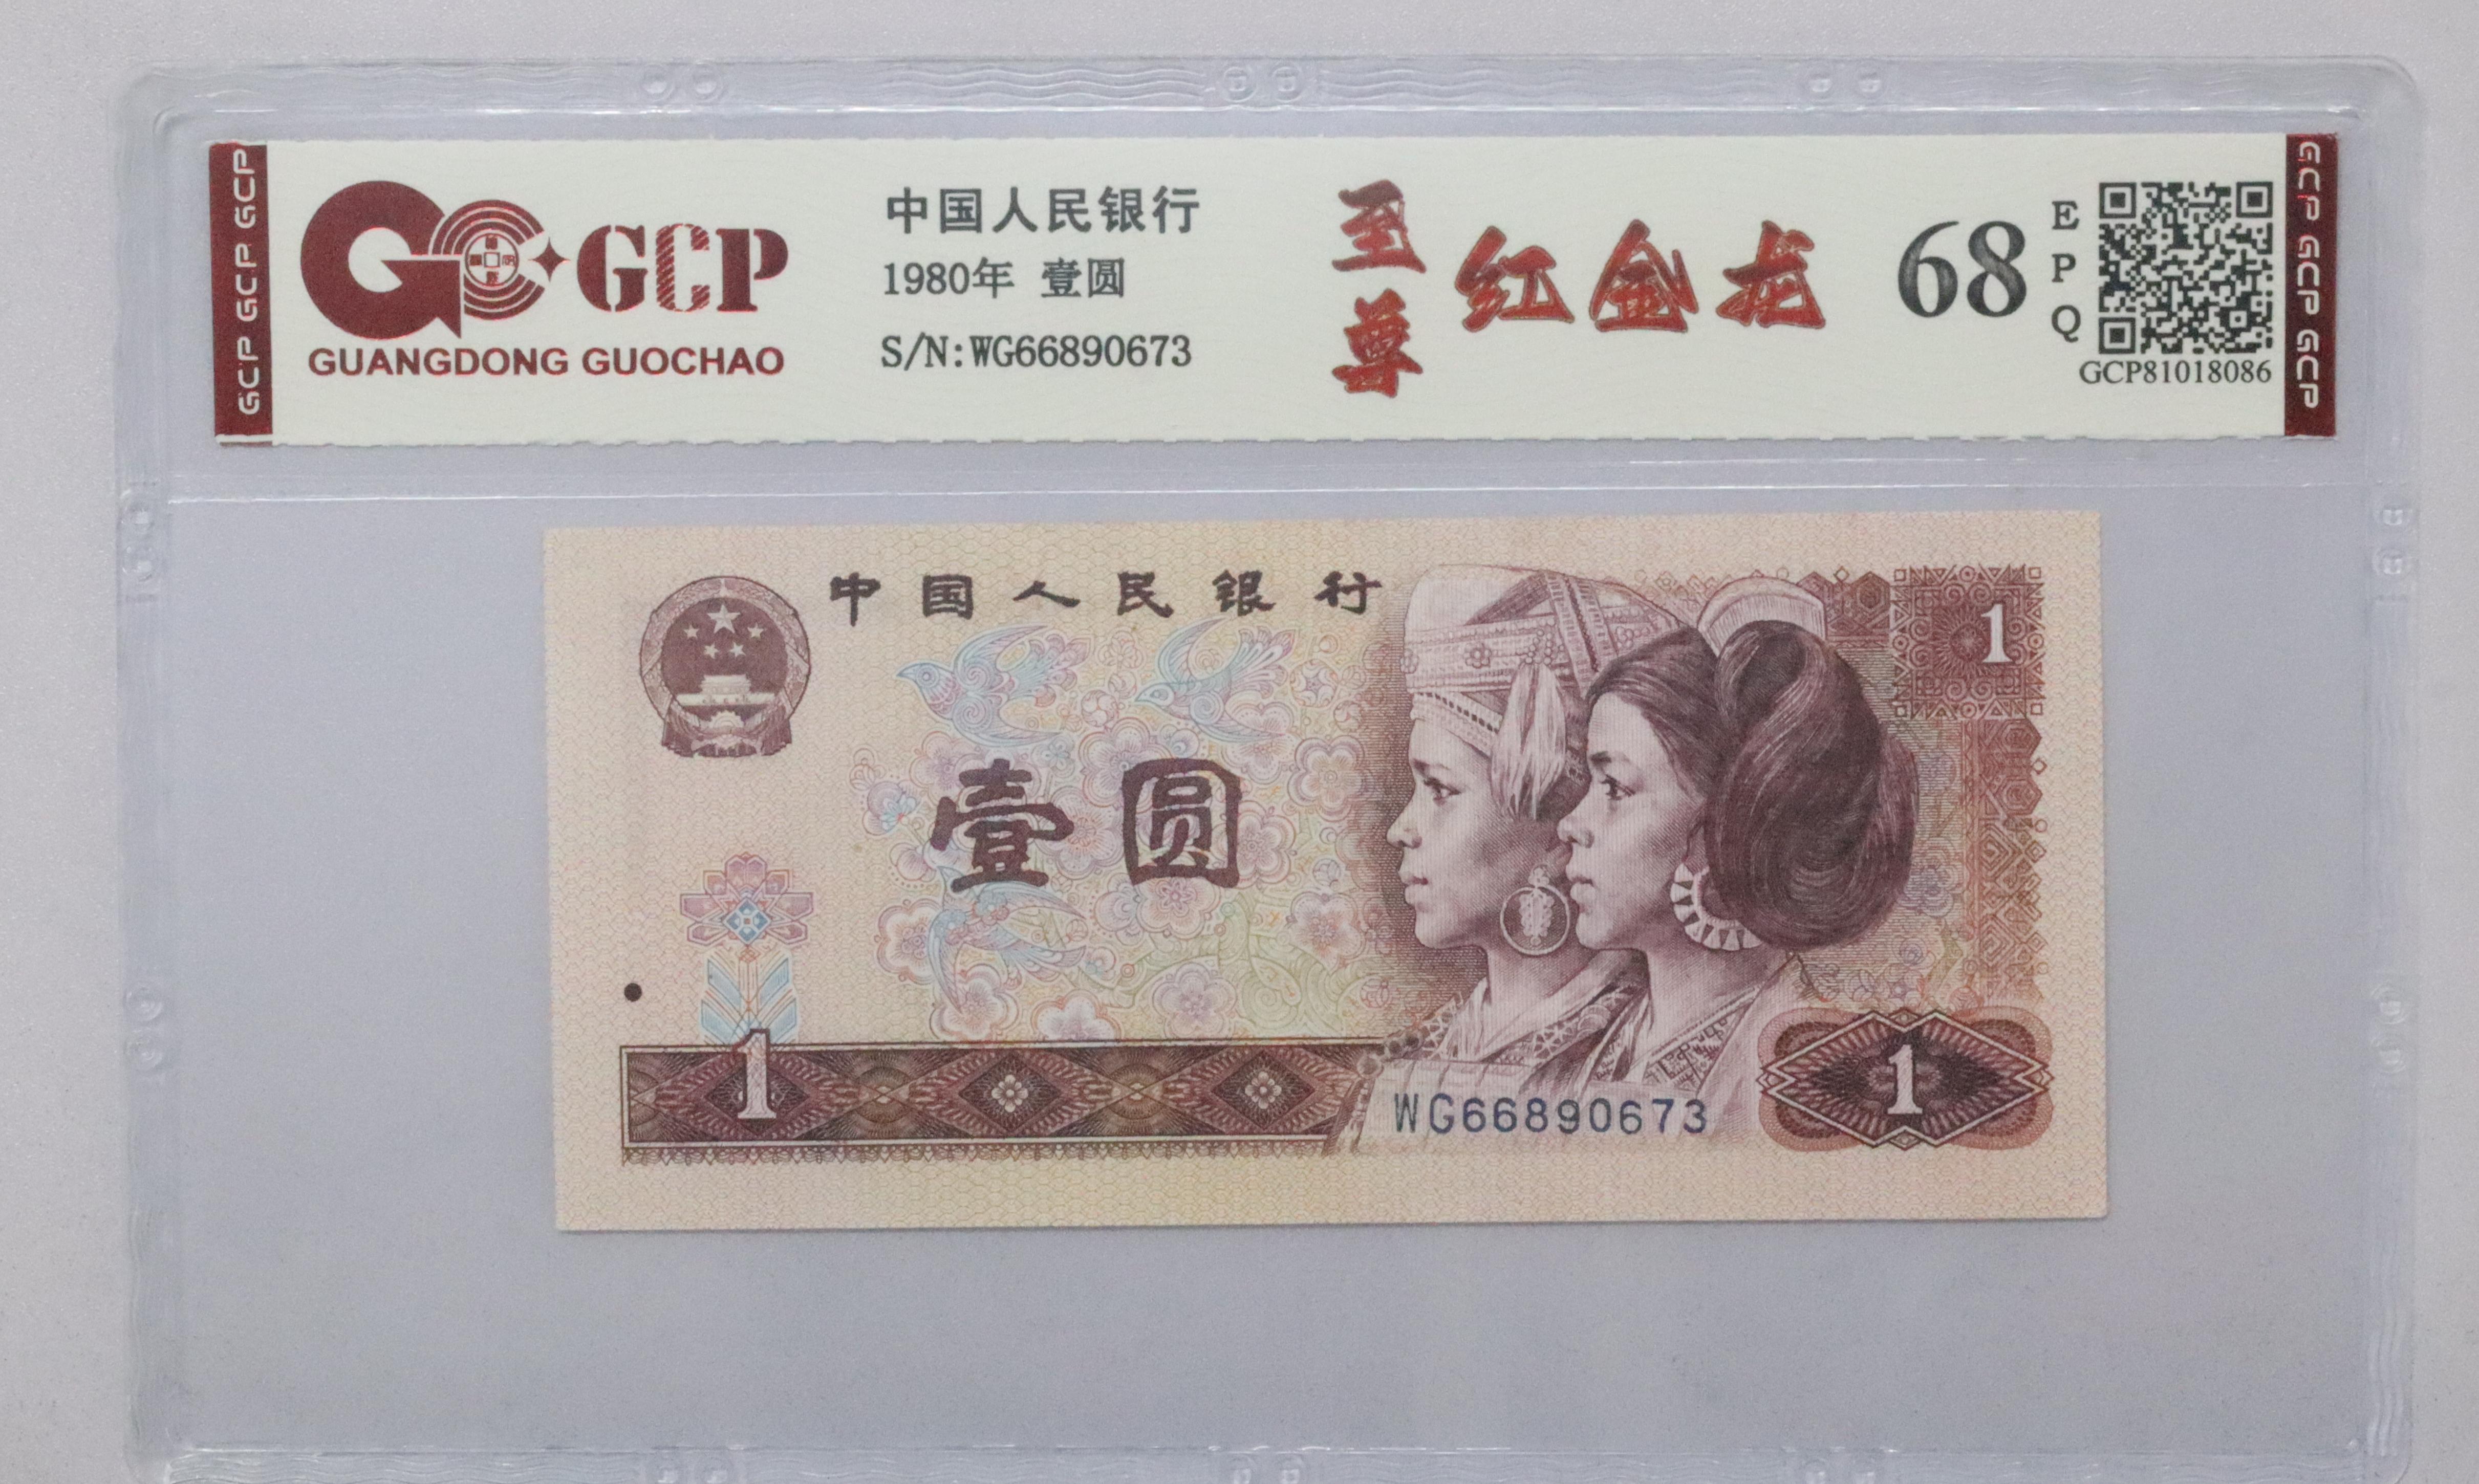 GCP GCP GCP
GCP
GUANGDONG GUOCHAO
中国人民银行
1980年 壹圆
S/N:WG66890673
至尊
红金龙
68
EPQ
GCP81018086
GCP GCP GCP
中国人民银行
1
壹圆
1
WG66890673
1